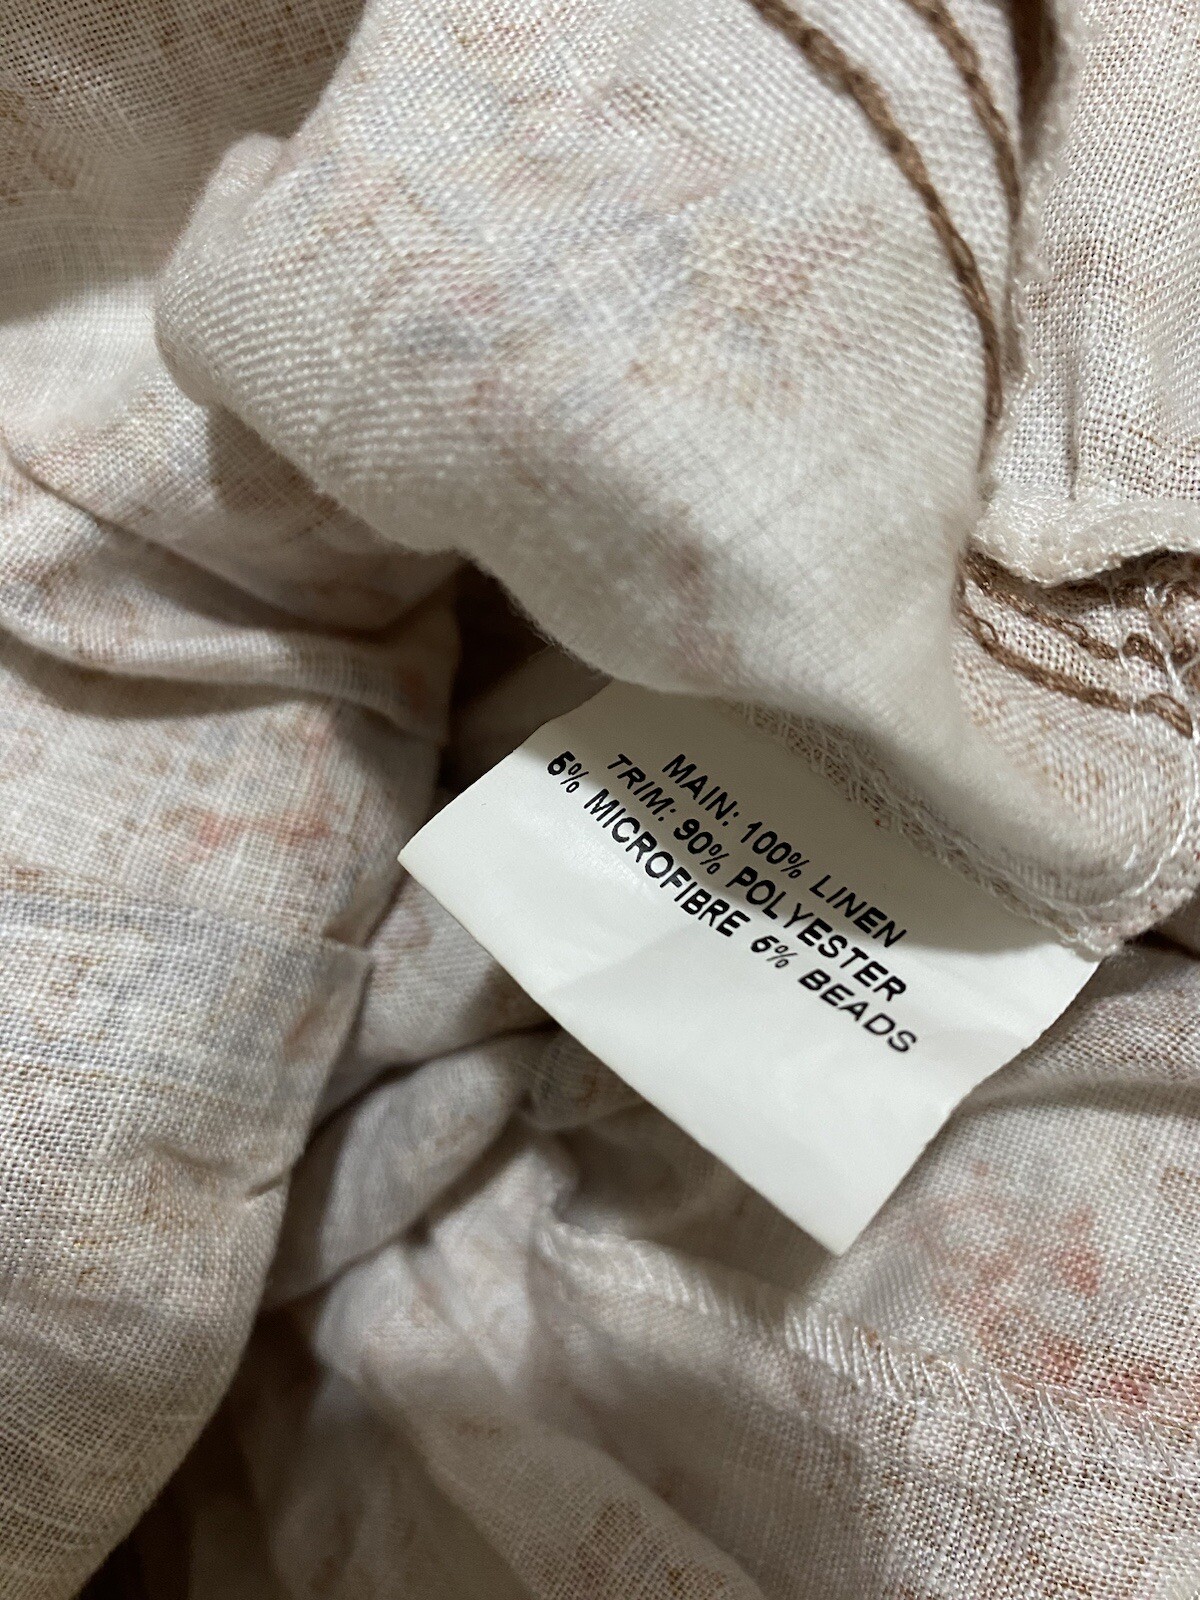 MAIN: 100% LINEN
TRIM: 90% POLYESTER
5% MICROFIBRE 5% BEADS